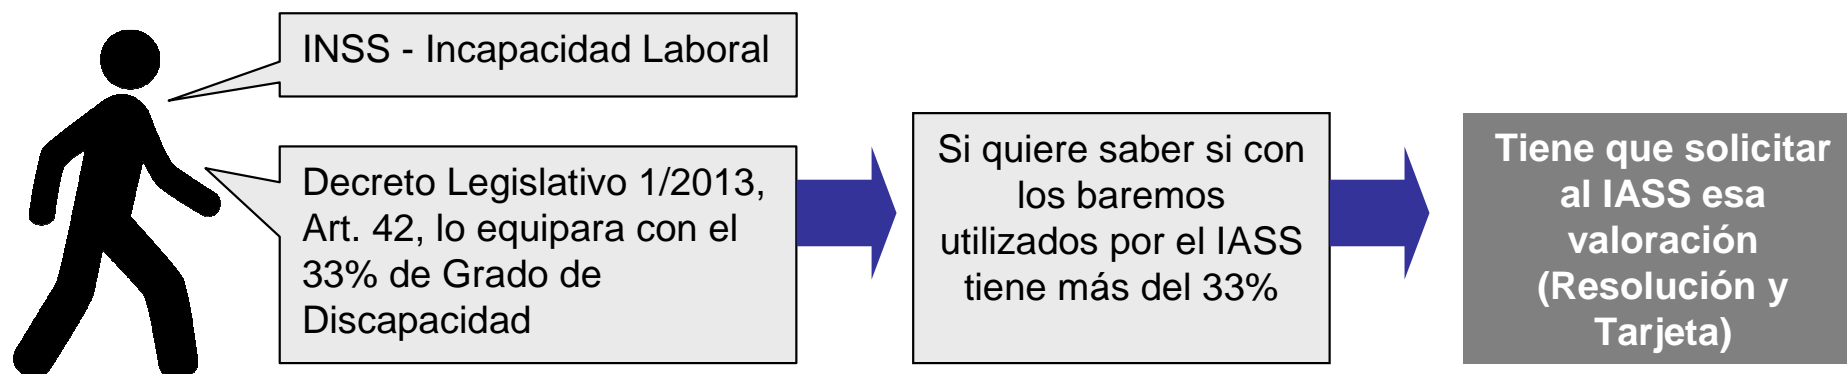 INSS - Incapacidad Laboral
Decreto Legislativo 1/2013,
Art. 42, lo equipara con el
33% de Grado de
Discapacidad
Si quiere saber si con
los baremos
utilizados por el IASS
tiene más del 33%
Tiene que solicitar
al IASS esa
valoración
(Resolución y
Tarjeta)